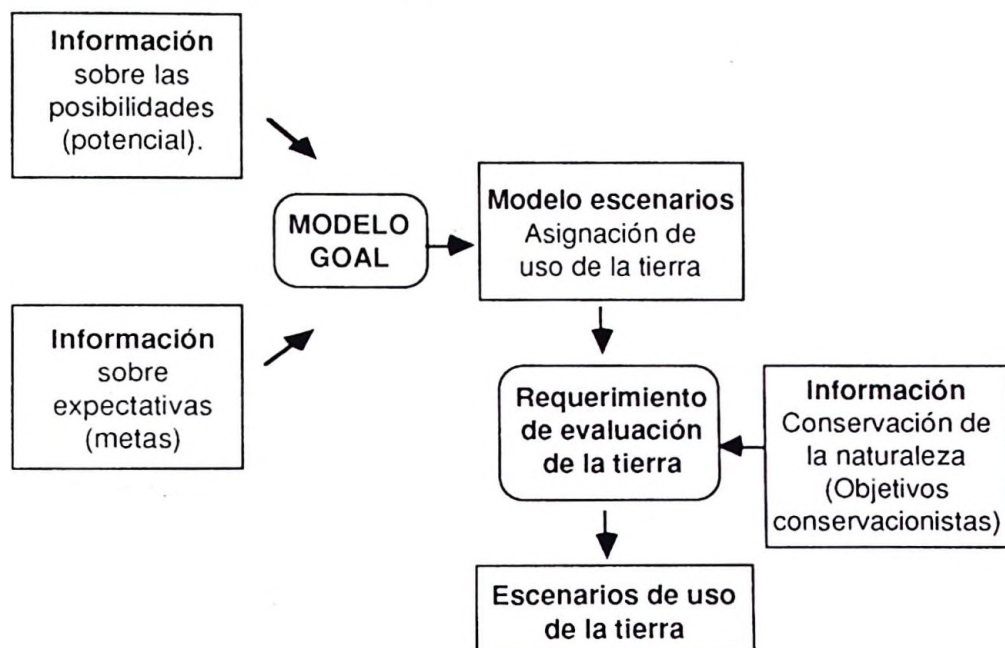 Información
sobre las
posibilidades
(potencial).
MODELO
GOAL
Modelo escenarios
Asignación de
uso de la tierra
Información
sobre
expectativas
(metas)
Requerimiento
de evaluación
de la tierra
Información
Conservación de
la naturaleza
(Objetivos
conservacionistas)
Escenarios de uso
de la tierra